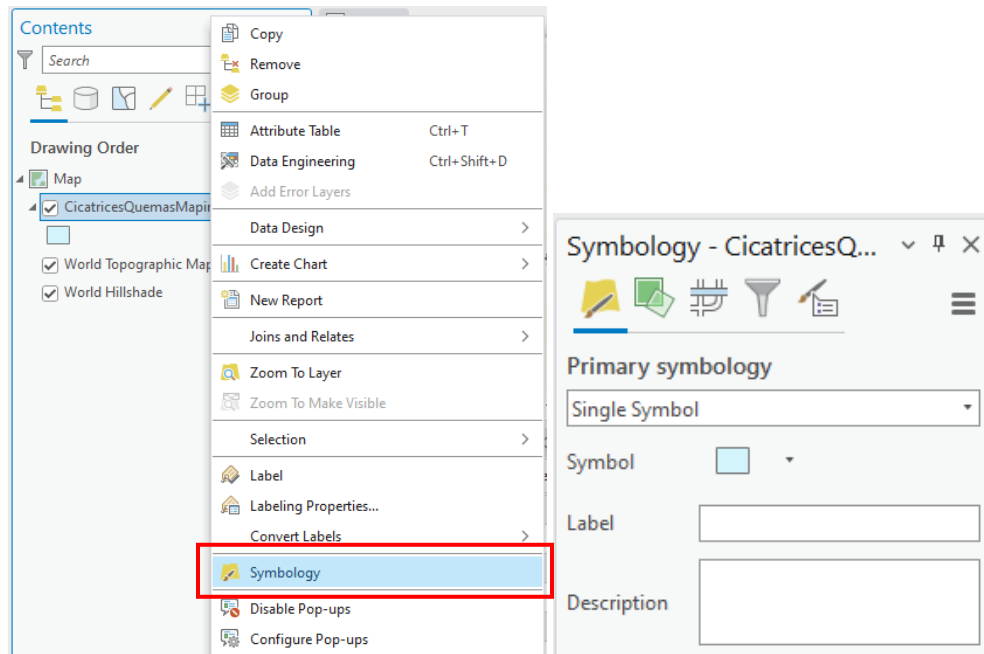 Contents
Search
Drawing Order
Map
CicatricesQuemasMapi
World Topographic Map
World Hillshade
Copy
Remove
Group
Attribute Table Ctrl+T
Data Engineering Ctrl+Shift+D
Add Error Layers
Data Design
Create Chart
New Report
Joins and Relates
Zoom To Layer
Zoom To Make Visible
Selection
Label
Labeling Properties...
Convert Labels
Symbology
Disable Pop-ups
Configure Pop-ups
Symbology - CicatricesQ...
Primary symbology
Single Symbol
Symbol
Label
Description